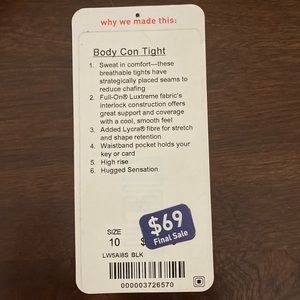 why we made this:
Body Con Tight
1. Sweat in comfort—these
breathable tights have
strategically placed seams to
reduce chafing
2. Full-On® Luxtreme fabric's
interlock construction offers
great support and coverage
with a cool, smooth feel
3. Added Lycra® fibre for stretch
and shape retention
4. Waistband pocket holds your
key or card
5. High rise
6. Hugged Sensation
SIZE
10
$
$69
Final Sale
LW5AI8S BLK
000003726570